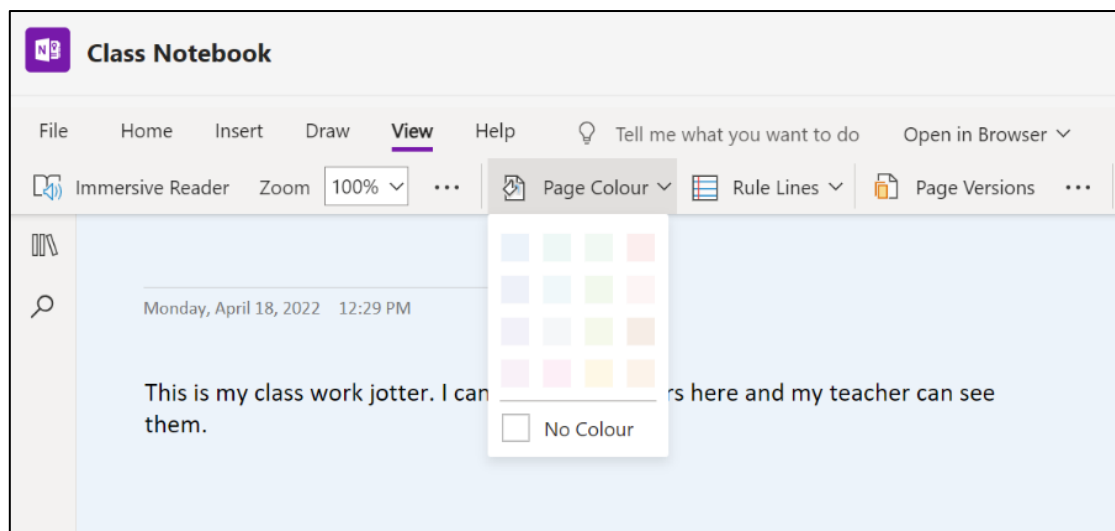 Class Notebook
File Home Insert Draw View Help Tell me what you want to do Open in Browser
Immersive Reader Zoom 100% Page Colour Rule Lines Page Versions
Monday, April 18, 2022 12:29 PM
This is my class work jotter. I can rs here and my teacher can see
them.
No Colour